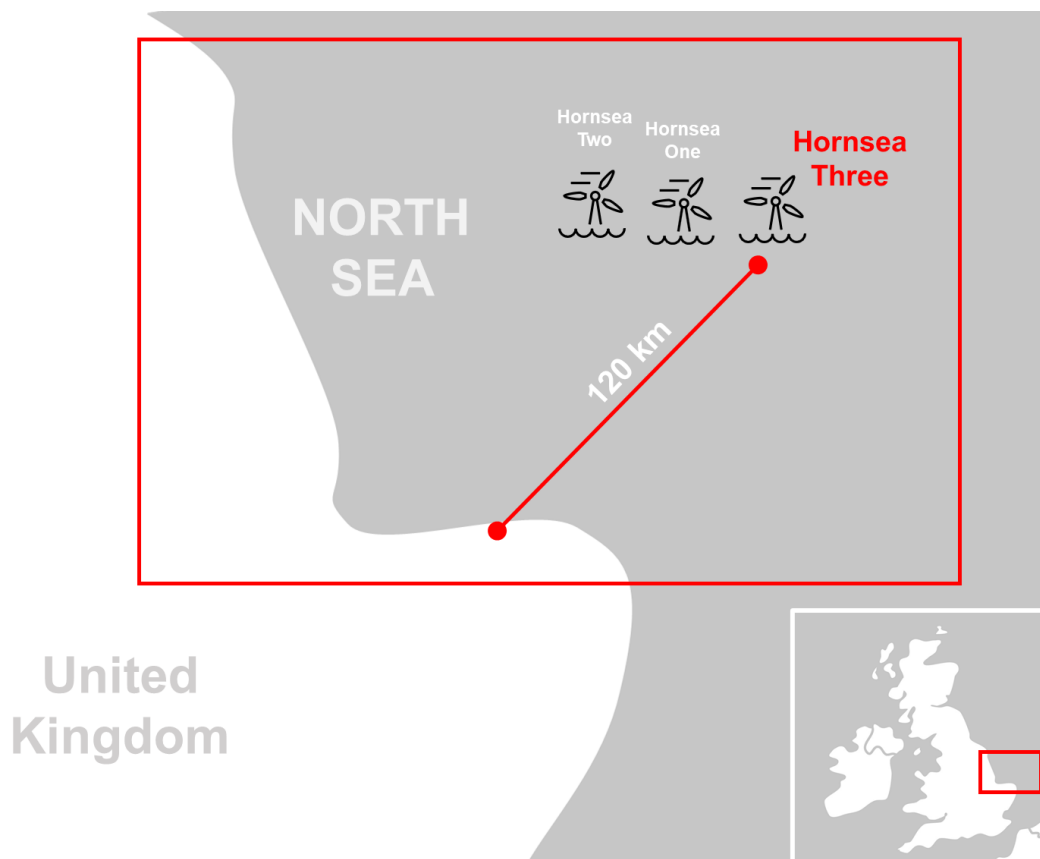 Hornsea
Two
Hornsea
One
Hornsea
Three
NORTH
SEA
120 km
United
Kingdom